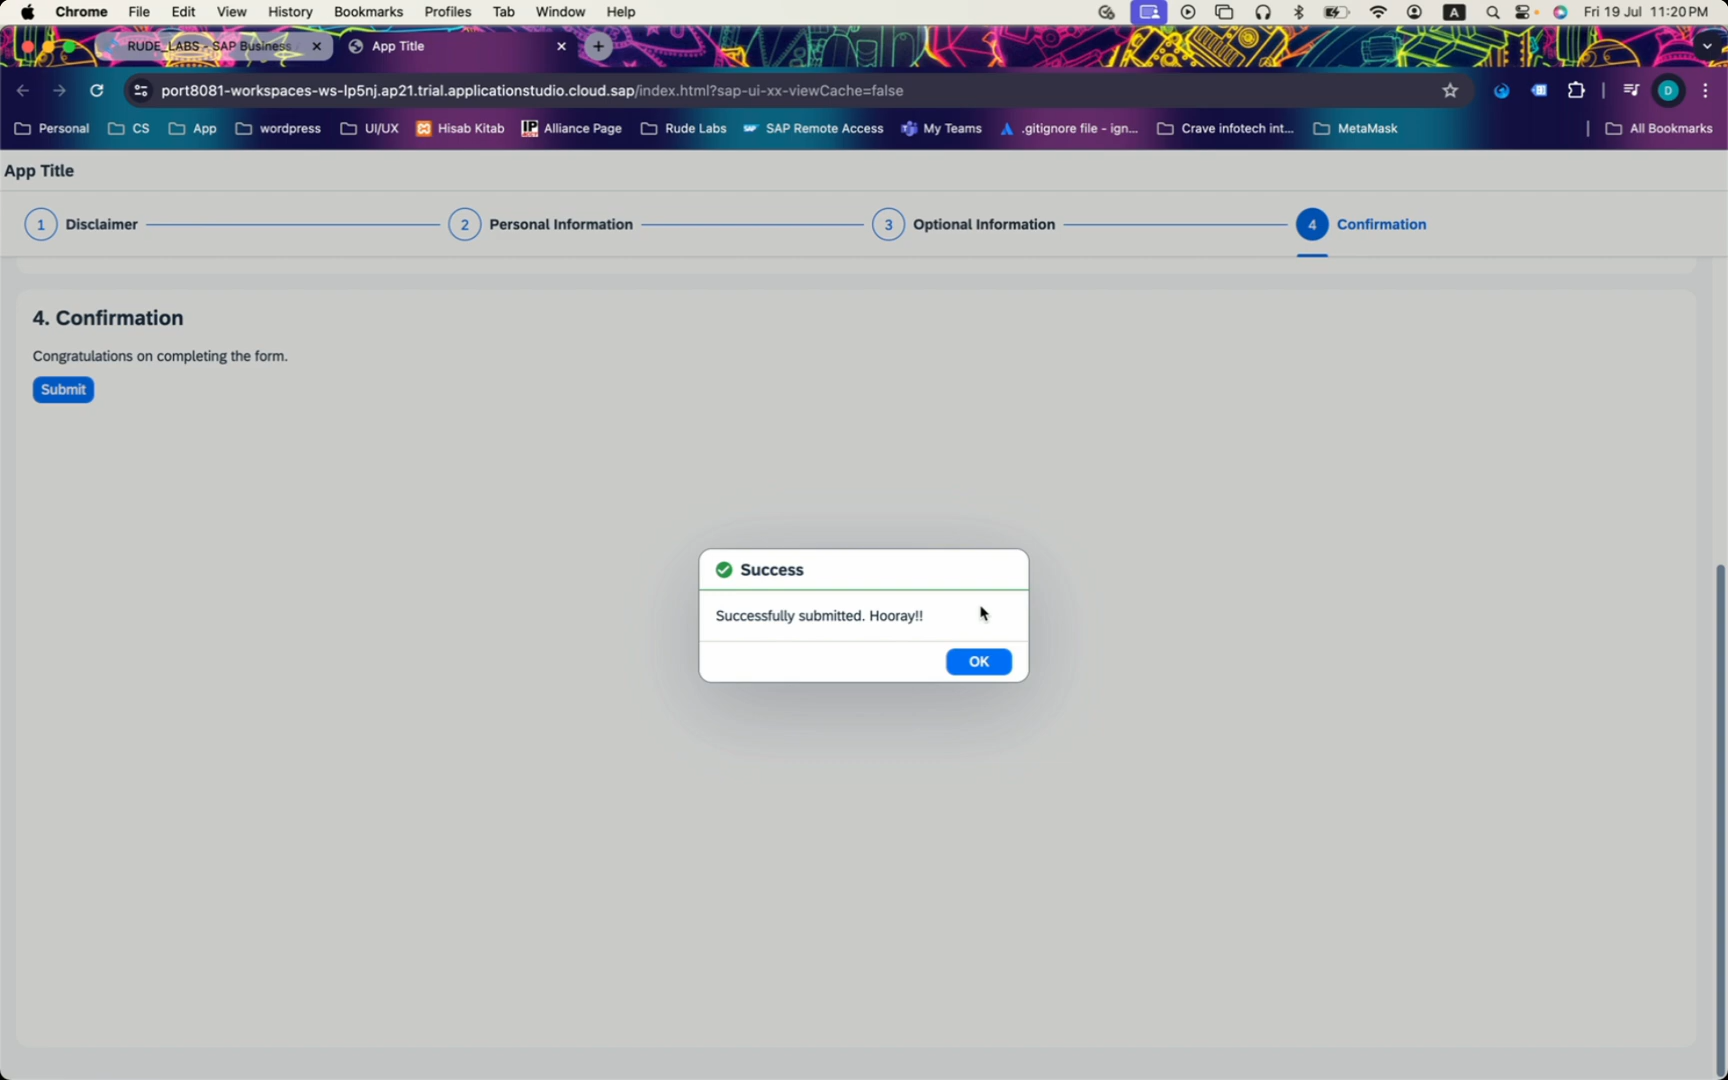 Chrome File Edit View History Bookmarks Profiles Tab Window Help A Fri 19 Jul 11:20 PM
RUDE_LABS - SAP Business App Title
port8081-workspaces-ws-lp5nj.ap21.trial.applicationstudio.cloud.sap/index.html?sap-ui-xx-viewCache=false D
Personal CS App wordpress UI/UX Hisab Kitab Alliance Page Rude Labs SAP Remote Access My Teams .gitignore file - ign... Crave infotech int... MetaMask All Bookmarks
App Title
1 Disclaimer 2 Personal Information 3 Optional Information 4 Confirmation
4. Confirmation
Congratulations on completing the form.
Submit
Success
Successfully submitted. Hooray!!
OK